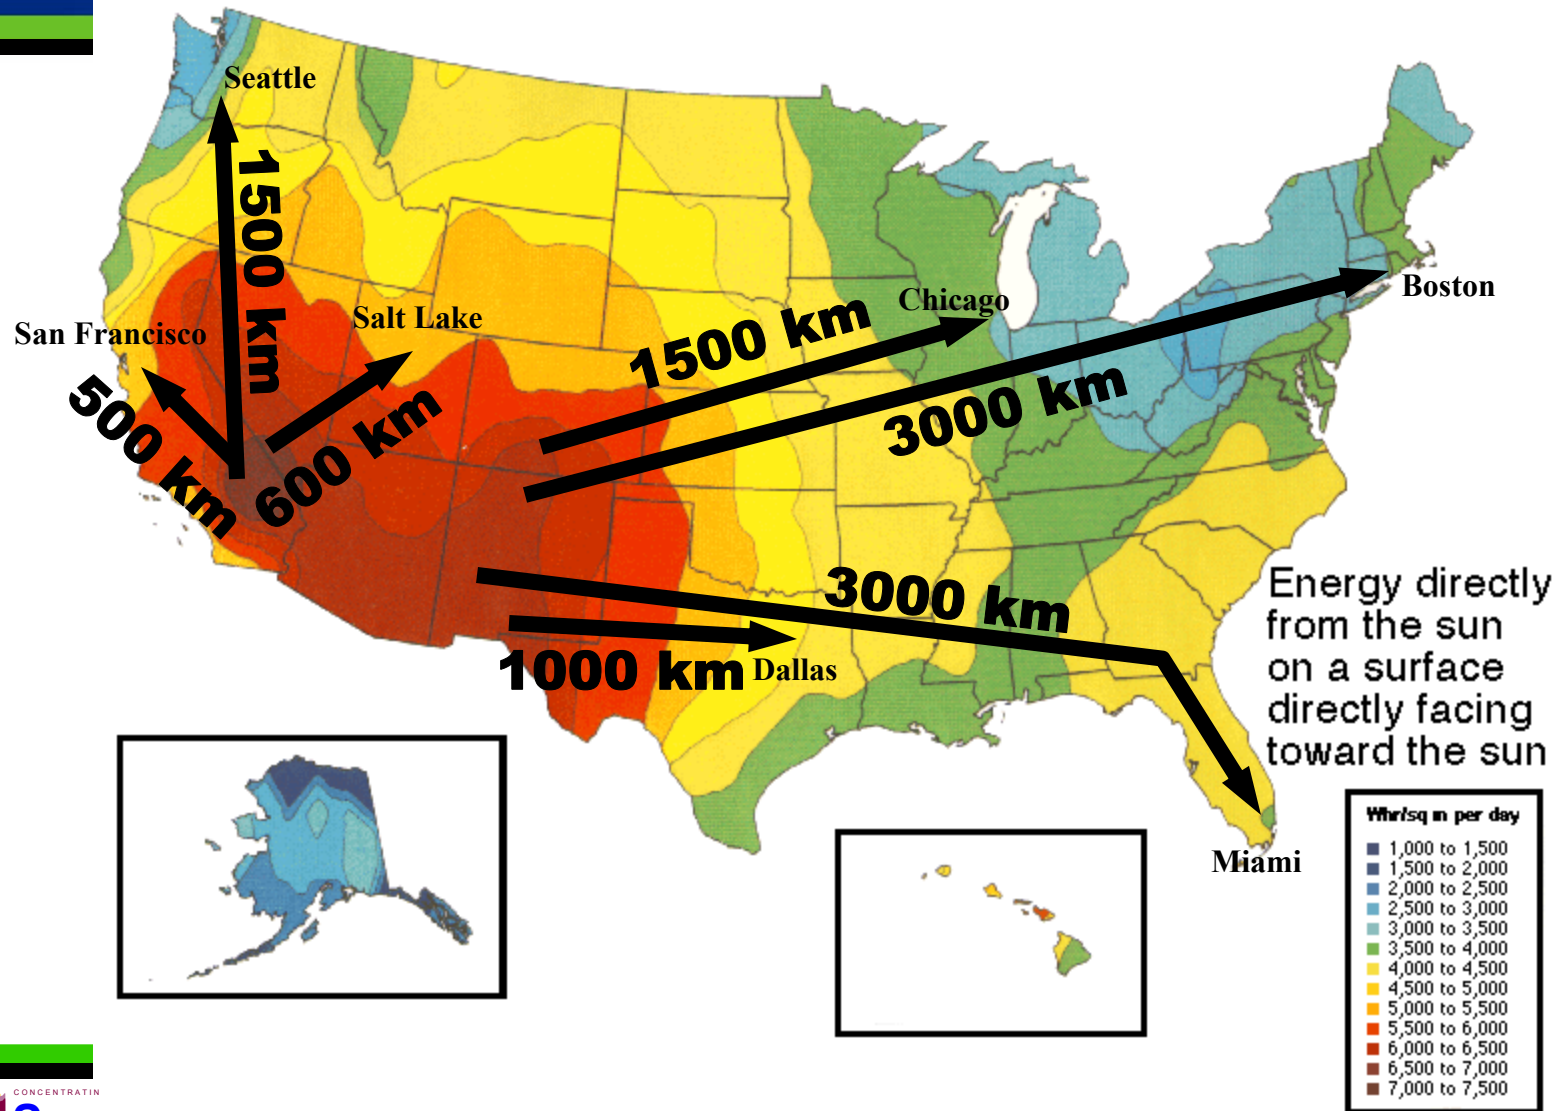 Seattle
1500 km
San Francisco
Salt Lake
500 km
600 km
Chicago
1500 km
Boston
3000 km
3000 km
1000 km
Dallas
Miami
Energy directly
from the sun
on a surface
directly facing
toward the sun
Whr/sq m per day
1,000 to 1,500
1,500 to 2,000
2,000 to 2,500
2,500 to 3,000
3,000 to 3,500
3,500 to 4,000
4,000 to 4,500
4,500 to 5,000
5,000 to 5,500
5,500 to 6,000
6,000 to 6,500
6,500 to 7,000
7,000 to 7,500
CONCENTRATIN